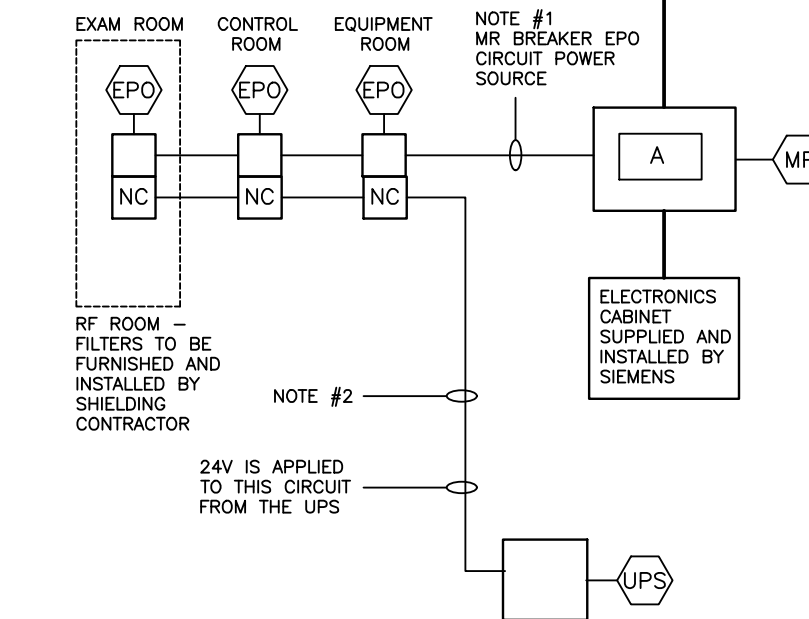 EXAM ROOM
CONTROL
ROOM
EQUIPMENT
ROOM
NOTE #1
MR BREAKER EPO
CIRCUIT POWER
SOURCE
EPO
EPO
EPO
A
NC
NC
NC
ELECTRONICS
CABINET
SUPPLIED AND
INSTALLED BY
SIEMENS
RF ROOM –
FILTERS TO BE
FURNISHED AND
INSTALLED BY
SHIELDING
CONTRACTOR
NOTE #2
24V IS APPLIED
TO THIS CIRCUIT
FROM THE UPS
UPS